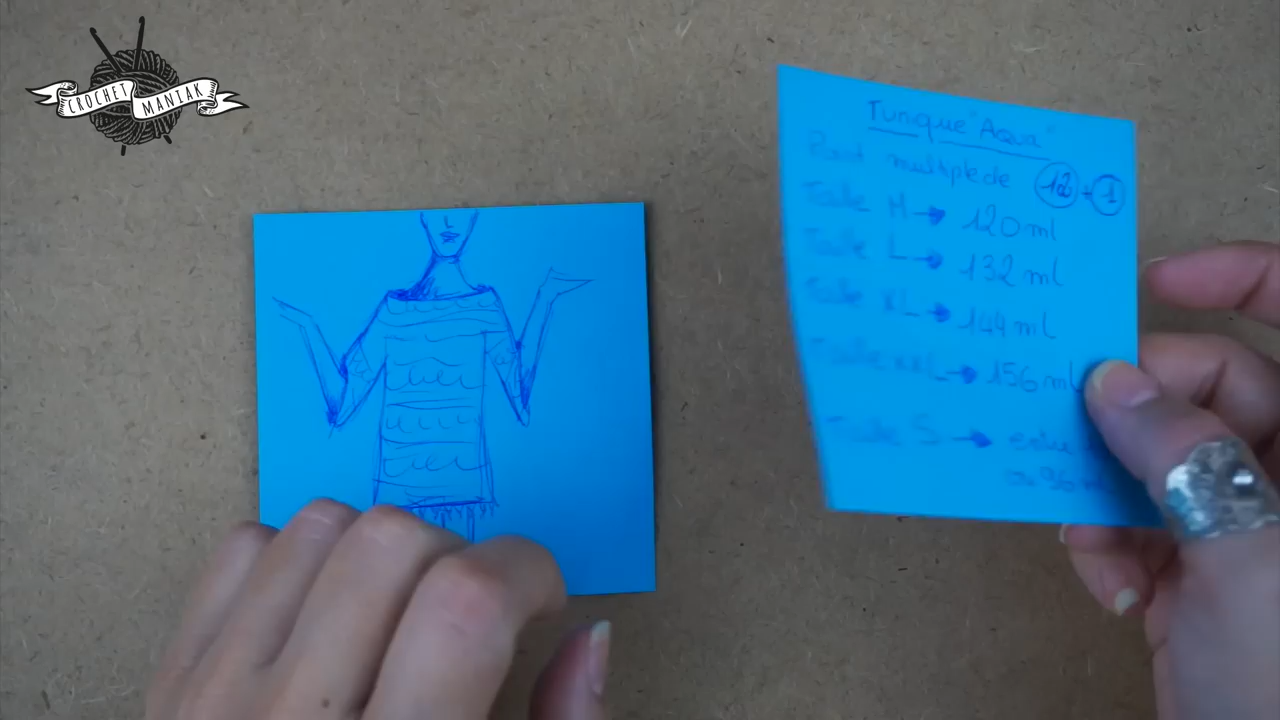 CROCHET MANIAK
Tunique "Aqua"
Point multiple de 12 + 1
Taille M → 120 ml
Taille L → 132 ml
Taille XL → 144 ml
Taille XXL → 156 ml
Taille S →
96